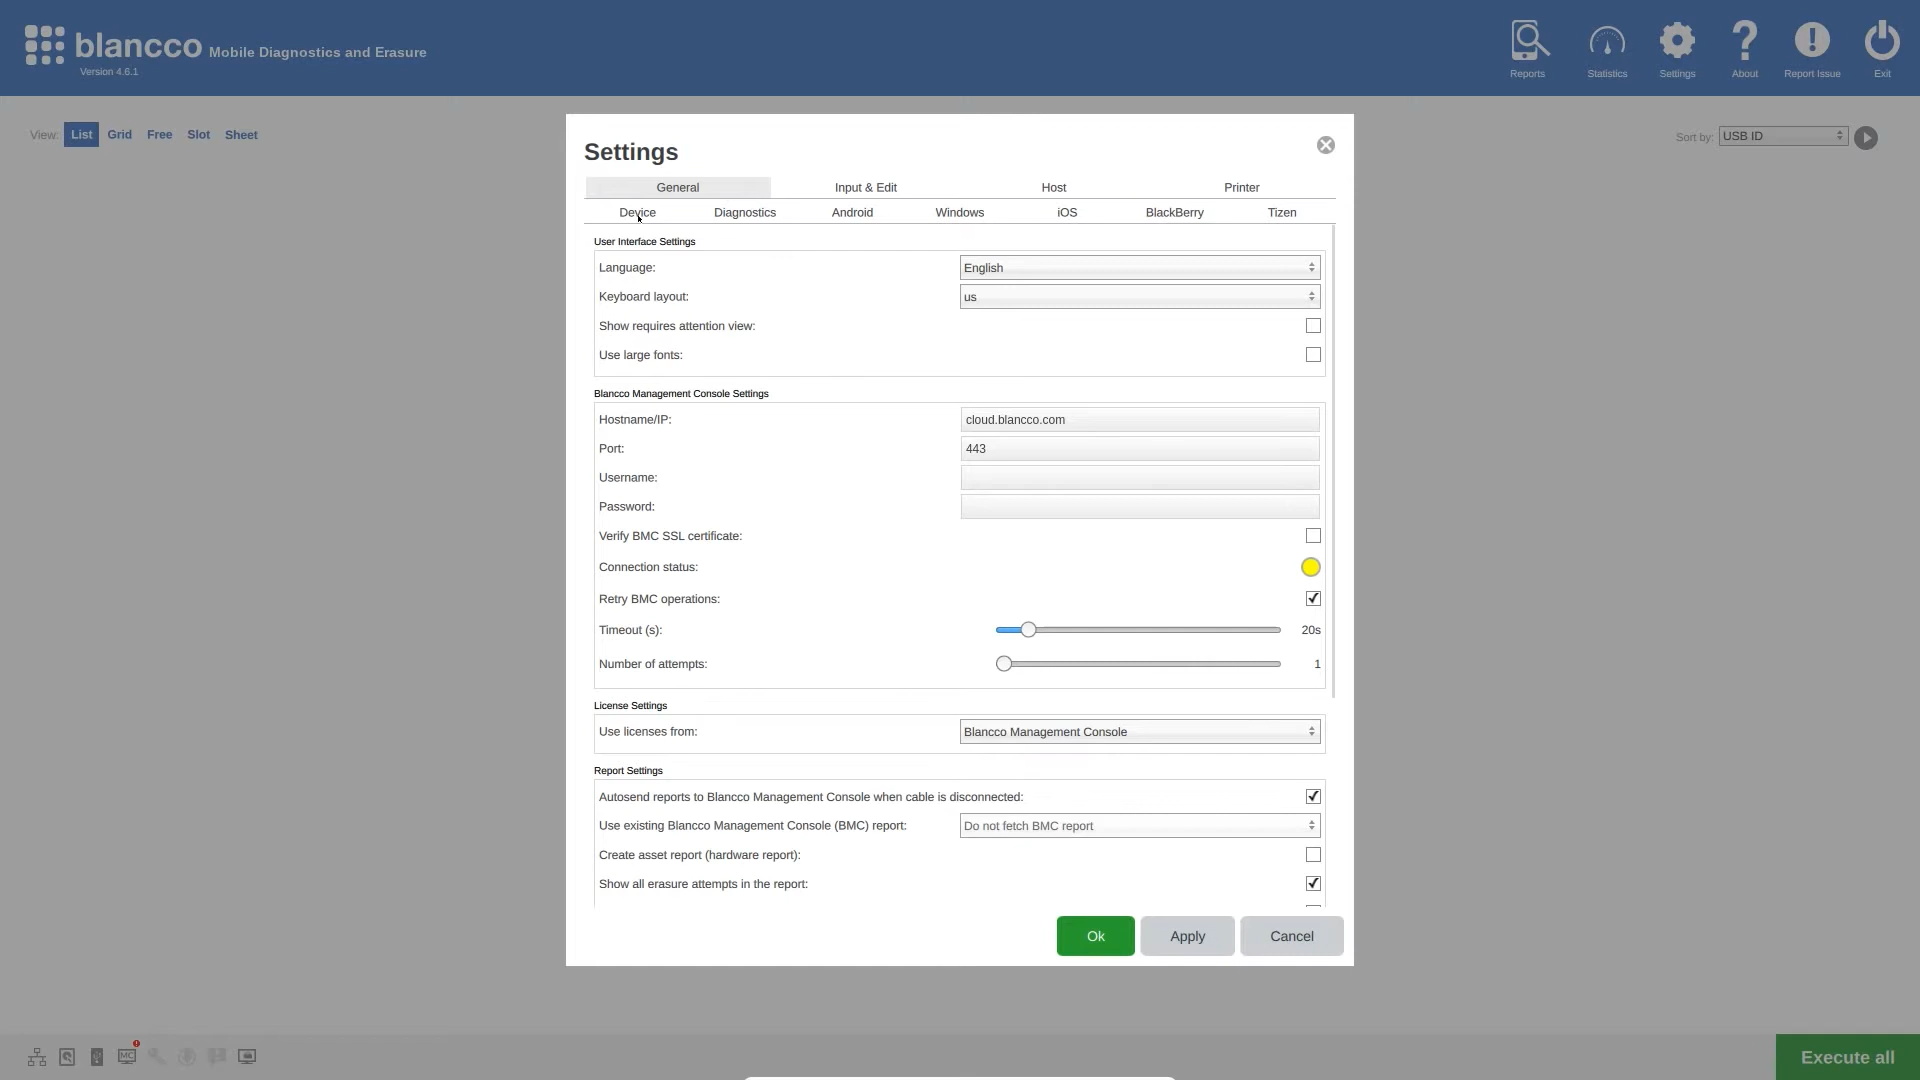 blancco Mobile Diagnostics and Erasure
Version 4.6.1
Reports
Statistics
Settings
About
Report Issue
Exit
View: List Grid Free Slot Sheet
Sort by: USB ID
Settings
General Input & Edit Host Printer
Device Diagnostics Android Windows iOS BlackBerry Tizen
User Interface Settings
Language: English
Keyboard layout: us
Show requires attention view:
Use large fonts:
Blancco Management Console Settings
Hostname/IP: cloud.blancco.com
Port: 443
Username:
Password:
Verify BMC SSL certificate:
Connection status:
Retry BMC operations:
Timeout (s): 20s
Number of attempts: 1
License Settings
Use licenses from: Blancco Management Console
Report Settings
Autosend reports to Blancco Management Console when cable is disconnected:
Use existing Blancco Management Console (BMC) report: Do not fetch BMC report
Create asset report (hardware report):
Show all erasure attempts in the report:
Ok Apply Cancel
MC
Execute all